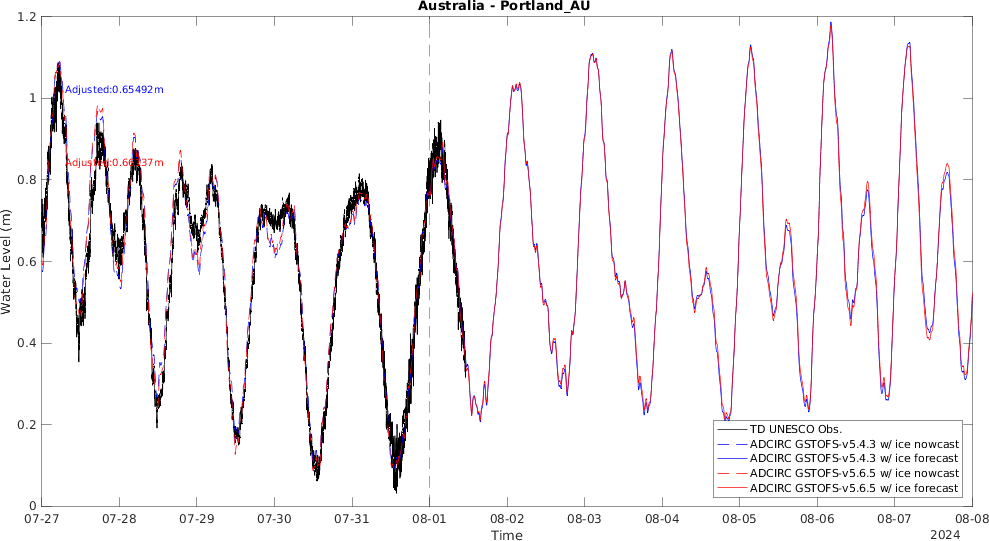 Australia - Portland_AU
1.2
1
0.8
0.6
0.4
0.2
0
Water Level (m)
Adjusted:0.65492m
TD UNESCO Obs.
ADCIRC GSTOFS-v5.4.3 w/ ice nowcast
ADCIRC GSTOFS-v5.4.3 w/ ice forecast
ADCIRC GSTOFS-v5.6.5 w/ ice nowcast
ADCIRC GSTOFS-v5.6.5 w/ ice forecast
07-27
07-28
07-29
07-30
07-31
08-01
08-02
08-03
08-04
08-05
08-06
08-07
08-08
Time
2024